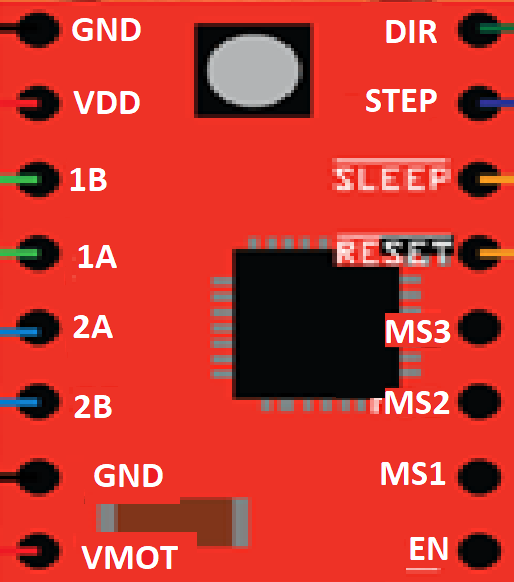 GND
DIR
VDD
STEP
1B
SLEEP
1A
RESET
2A
MS3
2B
MS2
GND
MS1
VMOT
EN